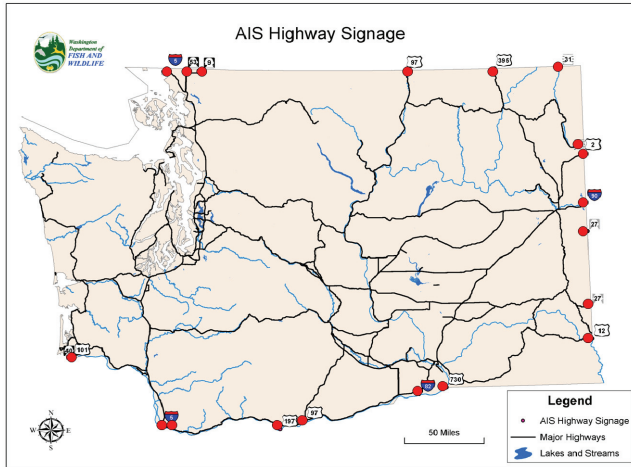 AIS Highway Signage
Washington
Department of
FISH AND
WILDLIFE
5
9
97
395
31
2
90
27
27
12
101
730
82
97
197
5
N
W
E
S
50 Miles
Legend
AIS Highway Signage
Major Highways
Lakes and Streams